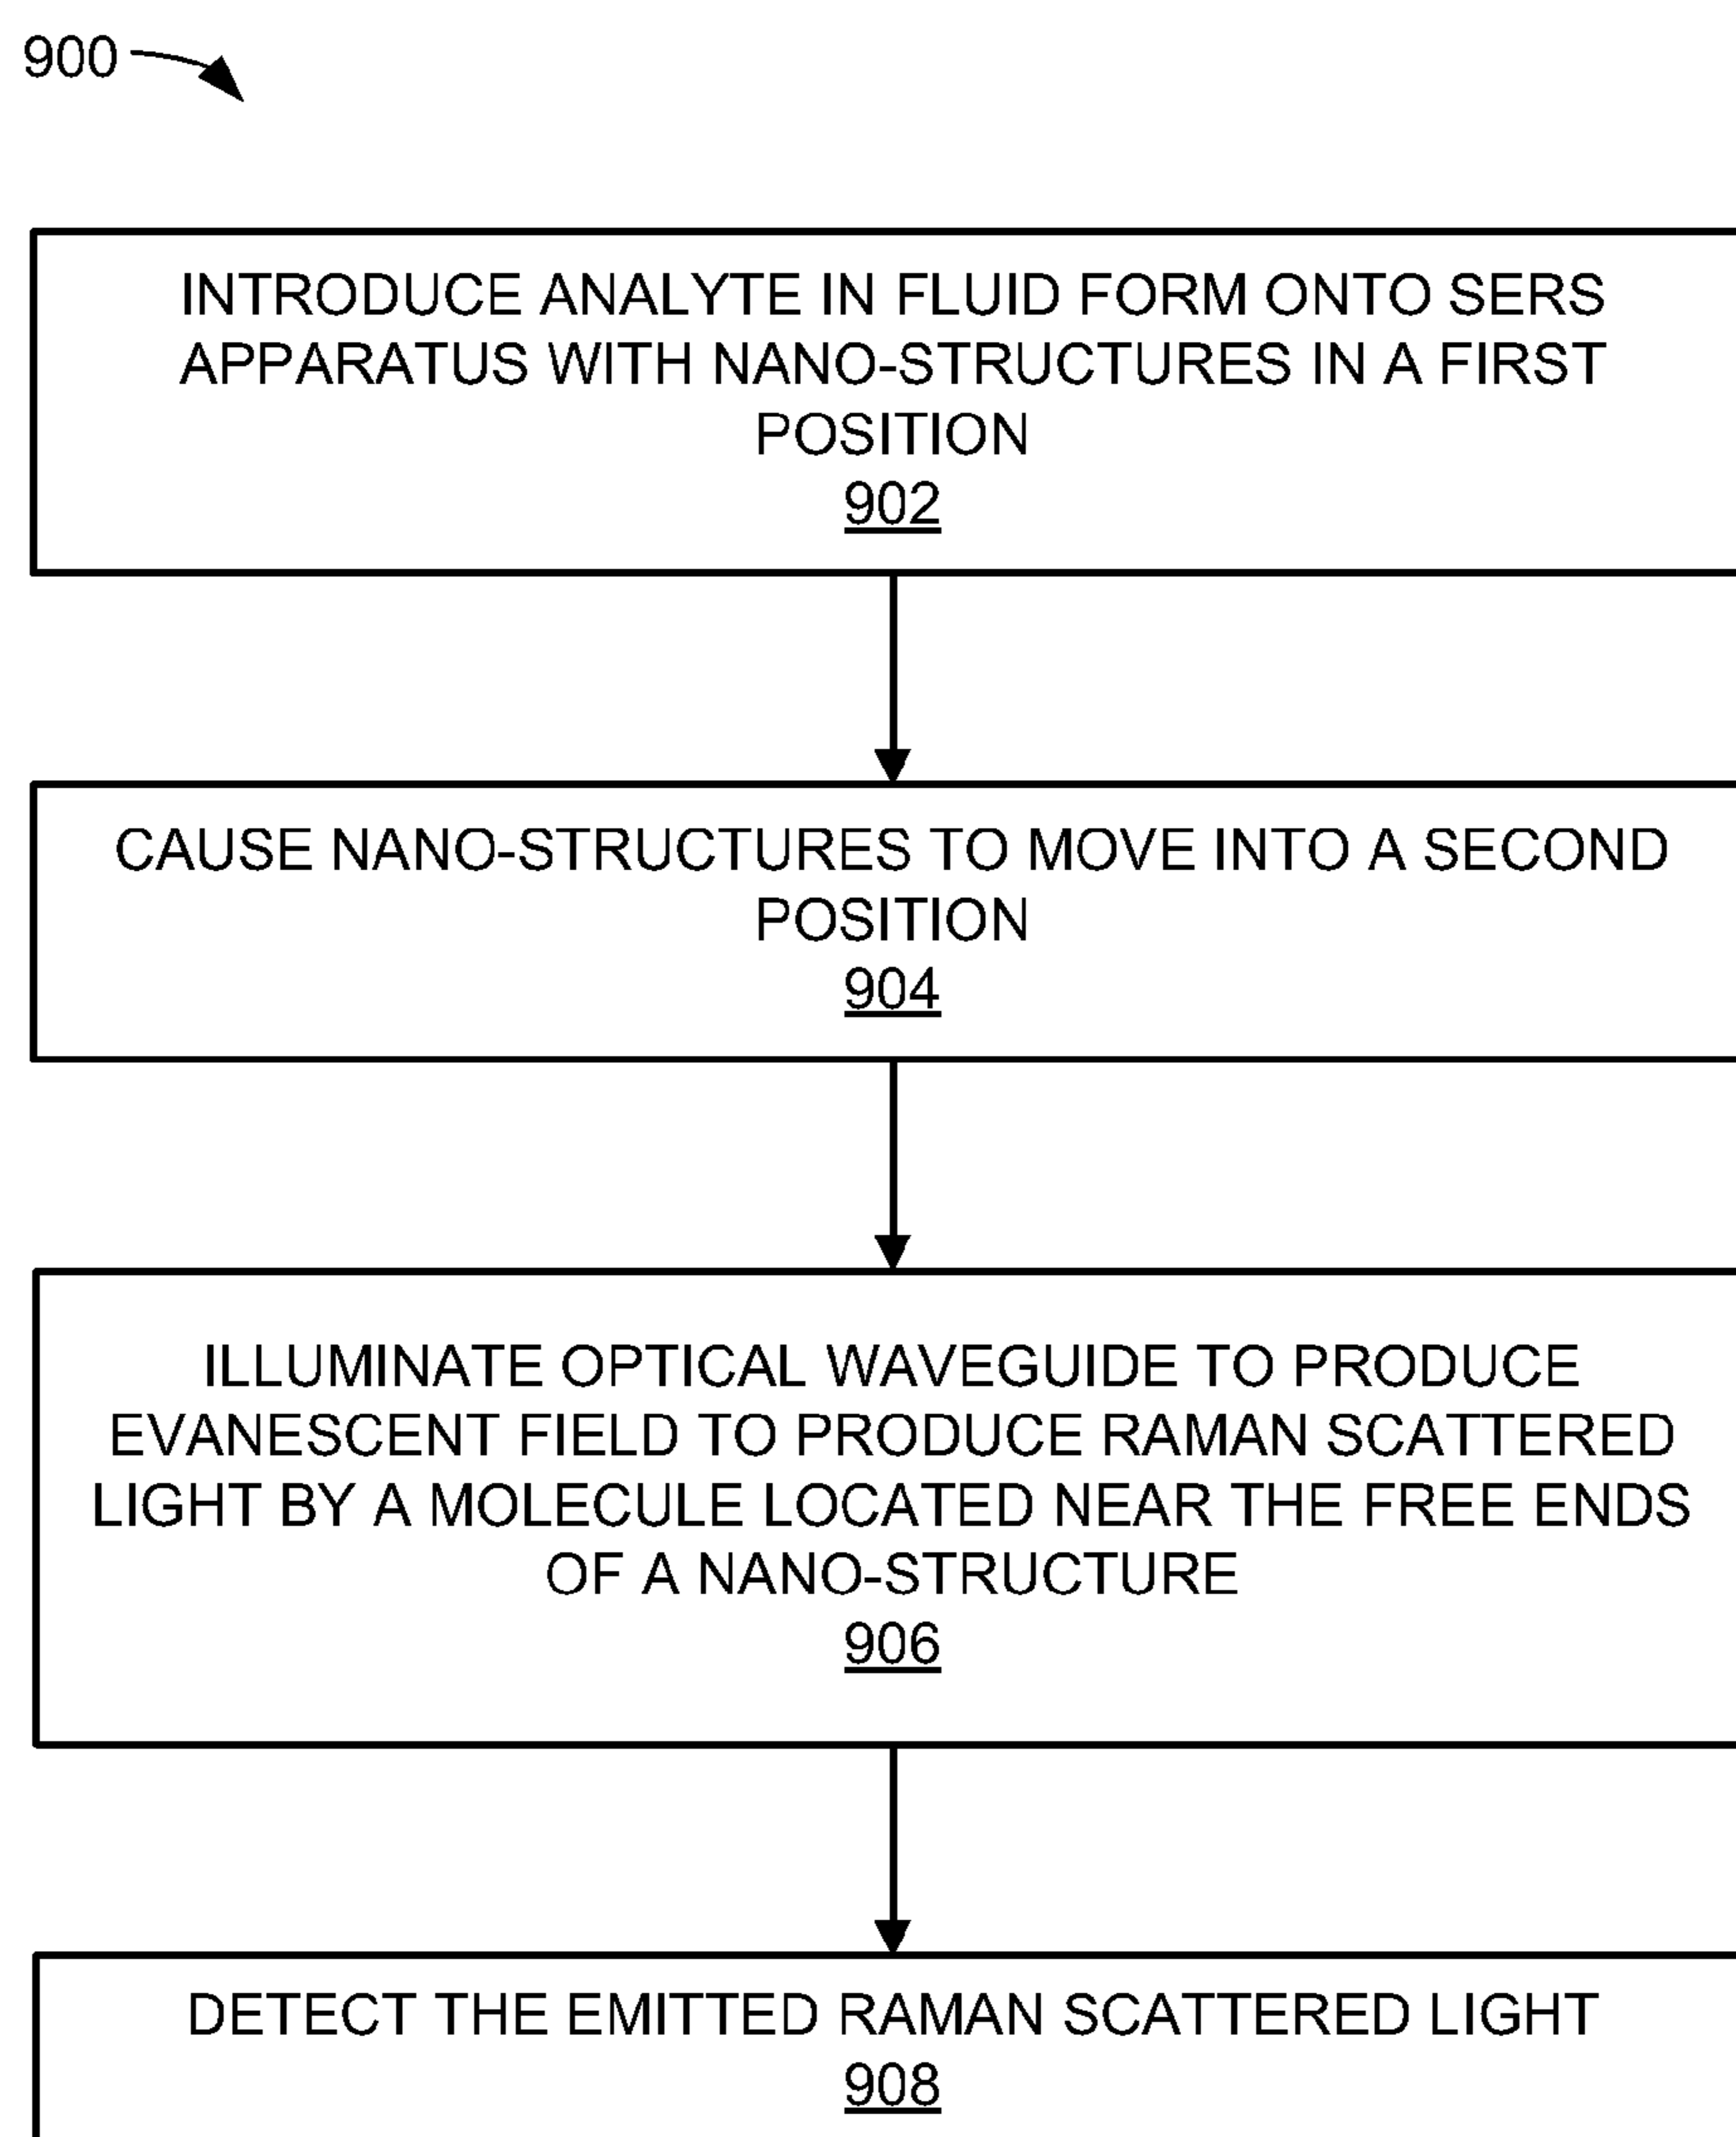 900
INTRODUCE ANALYTE IN FLUID FORM ONTO SERS
APPARATUS WITH NANO-STRUCTURES IN A FIRST
POSITION
902
CAUSE NANO-STRUCTURES TO MOVE INTO A SECOND
POSITION
904
ILLUMINATE OPTICAL WAVEGUIDE TO PRODUCE
EVANESCENT FIELD TO PRODUCE RAMAN SCATTERED
LIGHT BY A MOLECULE LOCATED NEAR THE FREE ENDS
OF A NANO-STRUCTURE
906
DETECT THE EMITTED RAMAN SCATTERED LIGHT
908